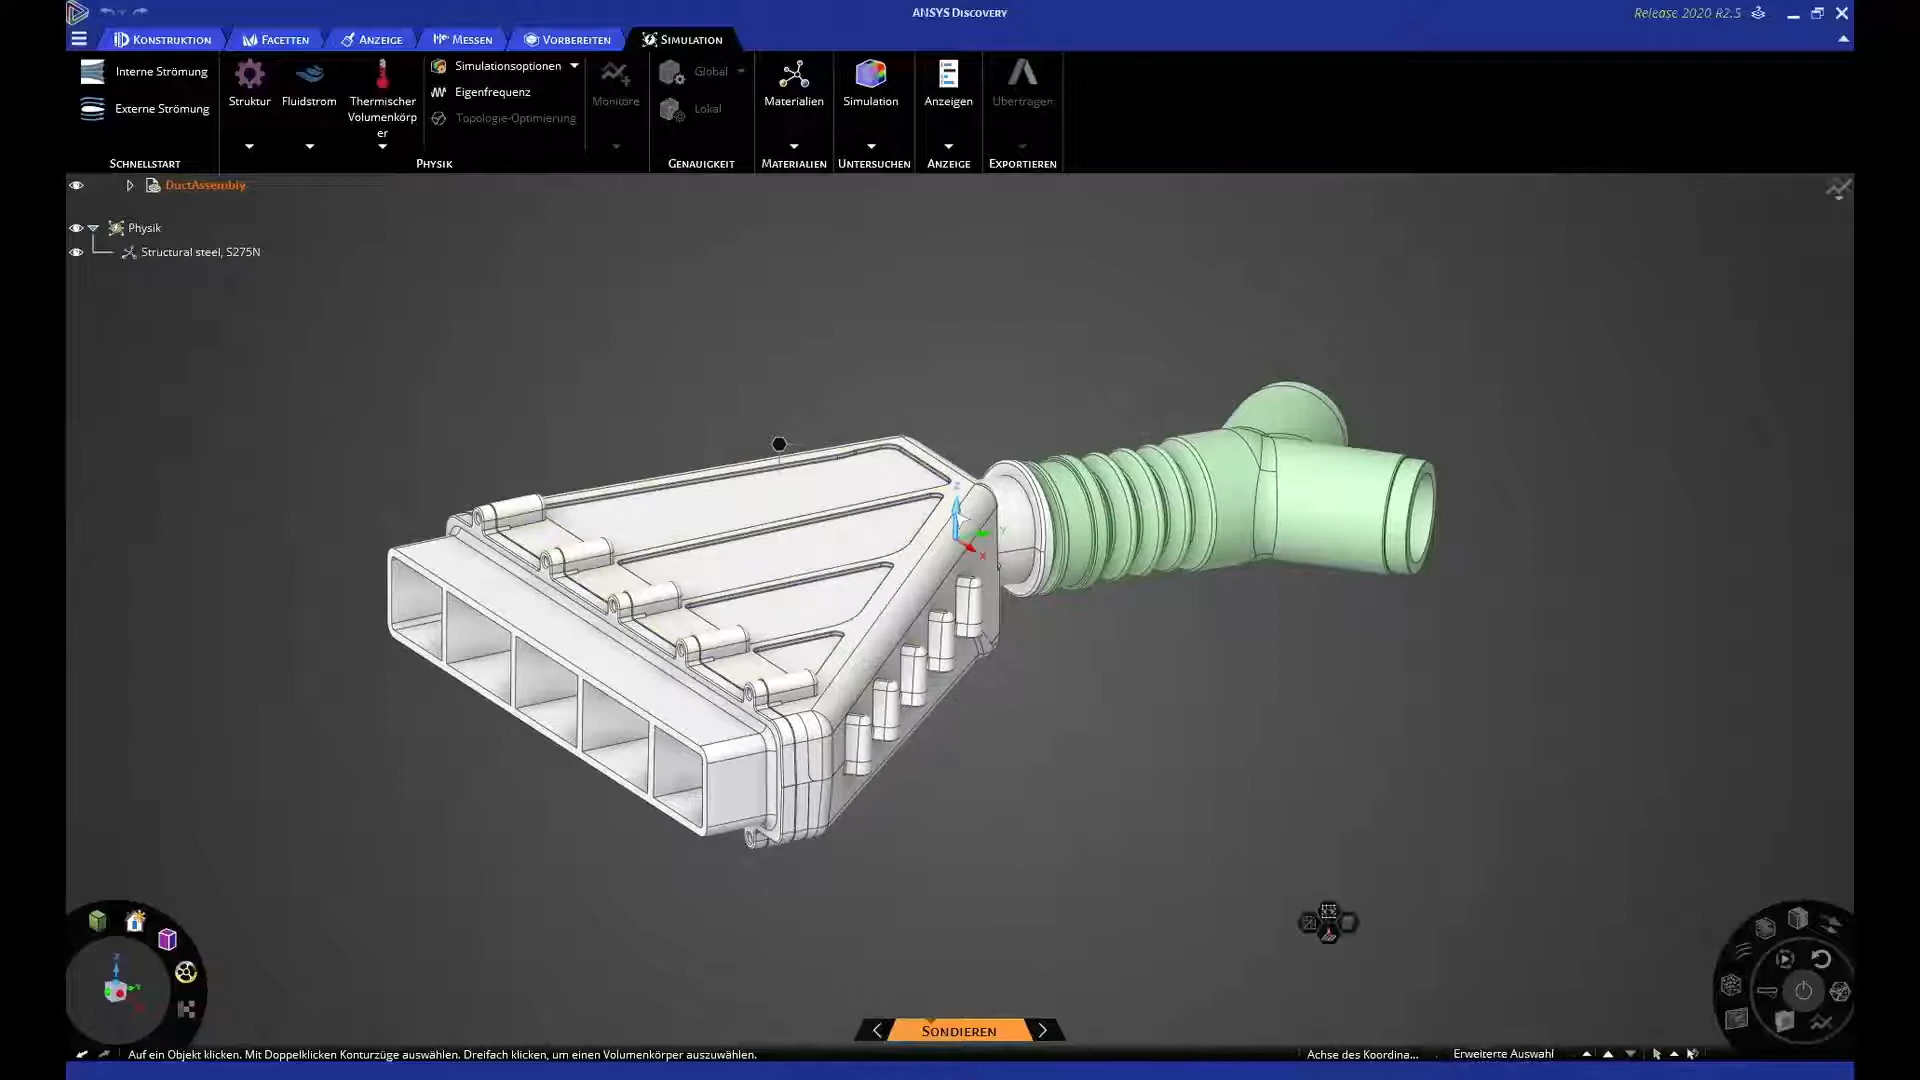 ANSYS DISCOVERY
Release 2020 R2.5
KONSTRUKTION
FACETTEN
ANZEIGE
MESSEN
VORBEREITEN
SIMULATION
Interne Strömung
Externe Strömung
SCHNELLSTART
Struktur
Fluidstrom
Thermischer
Volumenkörp
er
Simulationsoptionen
Eigenfrequenz
Topologie-Optimierung
PHYSIK
Monitore
Global
Lokal
GENAUIGKEIT
Materialien
MATERIALIEN
Simulation
UNTERSUCHEN
Anzeigen
ANZEIGE
Übertragen
EXPORTIEREN
DuctAssembly
Physik
Structural steel, S275N
Z
Y
X
Z
Y
SONDIEREN
Auf ein Objekt klicken. Mit Doppelklicken Konturzüge auswählen. Dreifach klicken, um einen Volumenkörper auszuwählen.
Achse des Koordina...
Erweiterte Auswahl